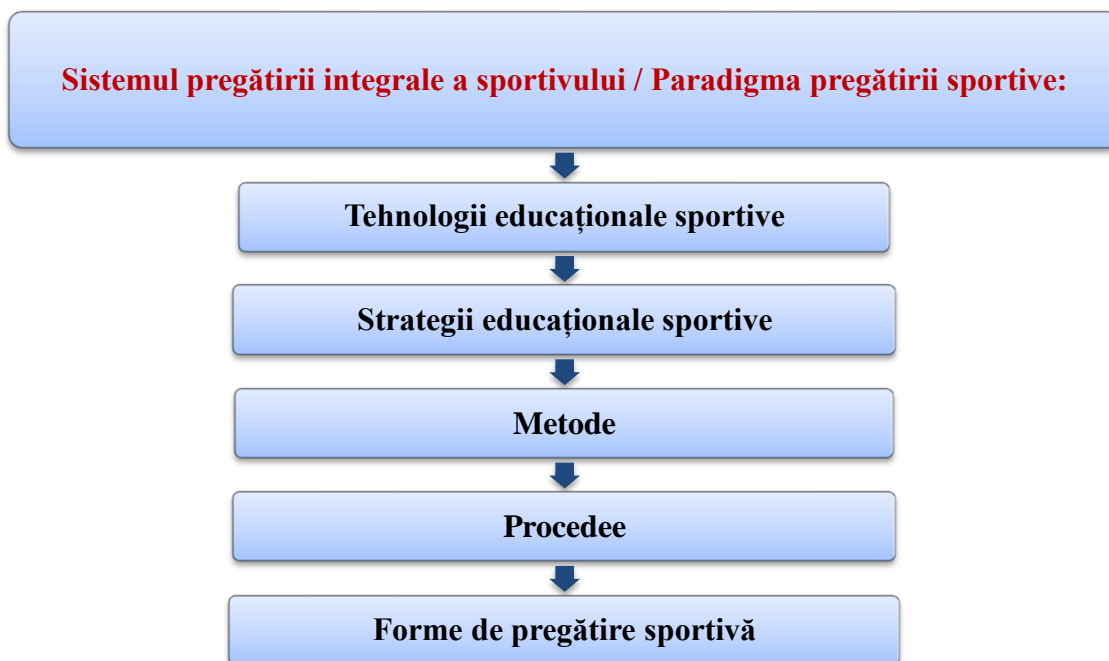 Sistemul pregătirii integrale a sportivului / Paradigma pregătirii sportive:
Tehnologii educaționale sportive
Strategii educaționale sportive
Metode
Procedee
Forme de pregătire sportivă